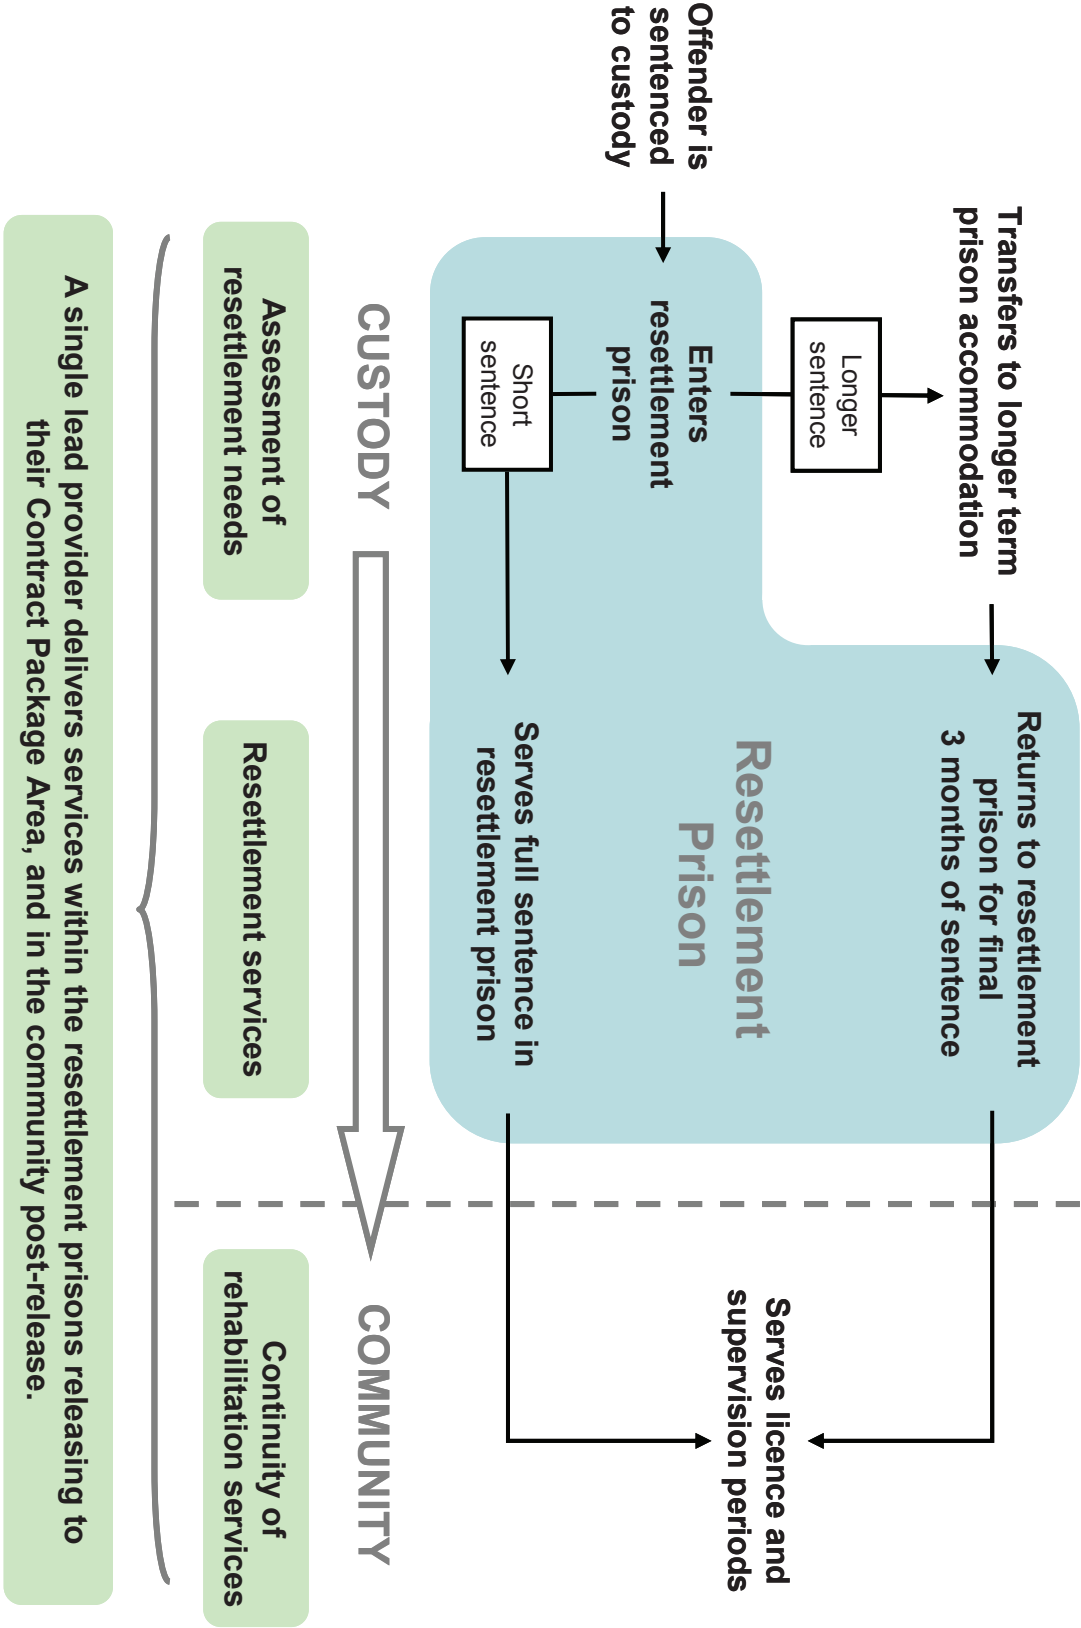 Transfers to longer term
prison accommodation
Returns to resettlement
prison for final
3 months of sentence
Longer
sentence
Offender is
sentenced
to custody
Enters
resettlement
prison
Resettlement
Prison
Serves licence and
supervision periods
Short
sentence
Serves full sentence in
resettlement prison
CUSTODY
COMMUNITY
Assessment of
resettlement needs
Resettlement services
Continuity of
rehabilitation services
A single lead provider delivers services within the resettlement prisons releasing to
their Contract Package Area, and in the community post-release.